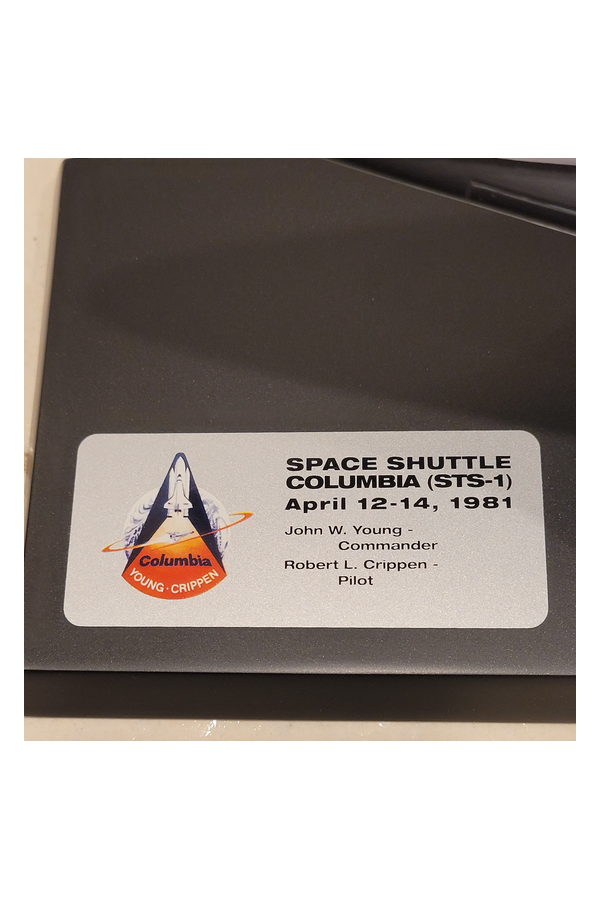 SPACE SHUTTLE
COLUMBIA (STS-1)
April 12-14, 1981
John W. Young -
Commander
Robert L. Crippen -
Pilot
Columbia
YOUNG · CRIPPEN